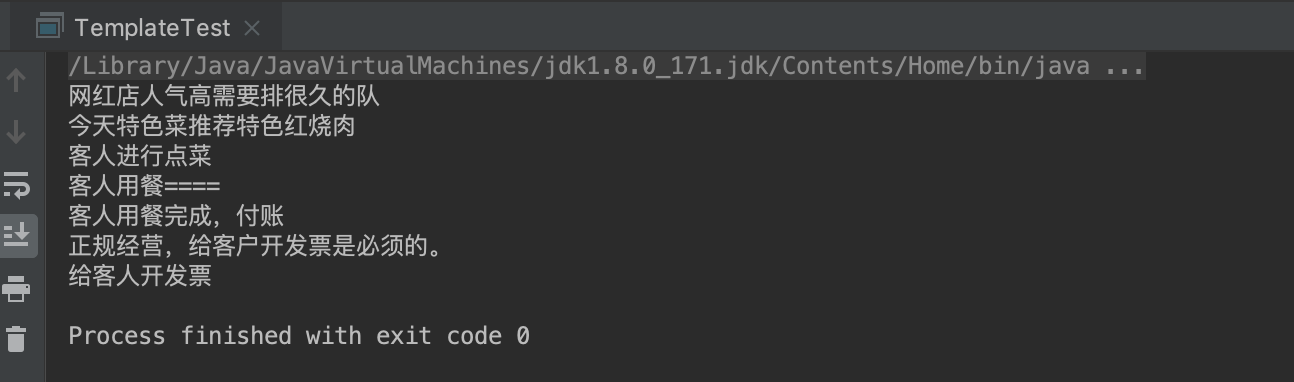 TemplateTest
/Library/Java/JavaVirtualMachines/jdk1.8.0_171.jdk/Contents/Home/bin/java ...
网红店人气高需要排很久的队
今天特色菜推荐特色红烧肉
客人进行点菜
客人用餐====
客人用餐完成，付账
正规经营，给客户开发票是必须的。
给客人开发票
Process finished with exit code 0